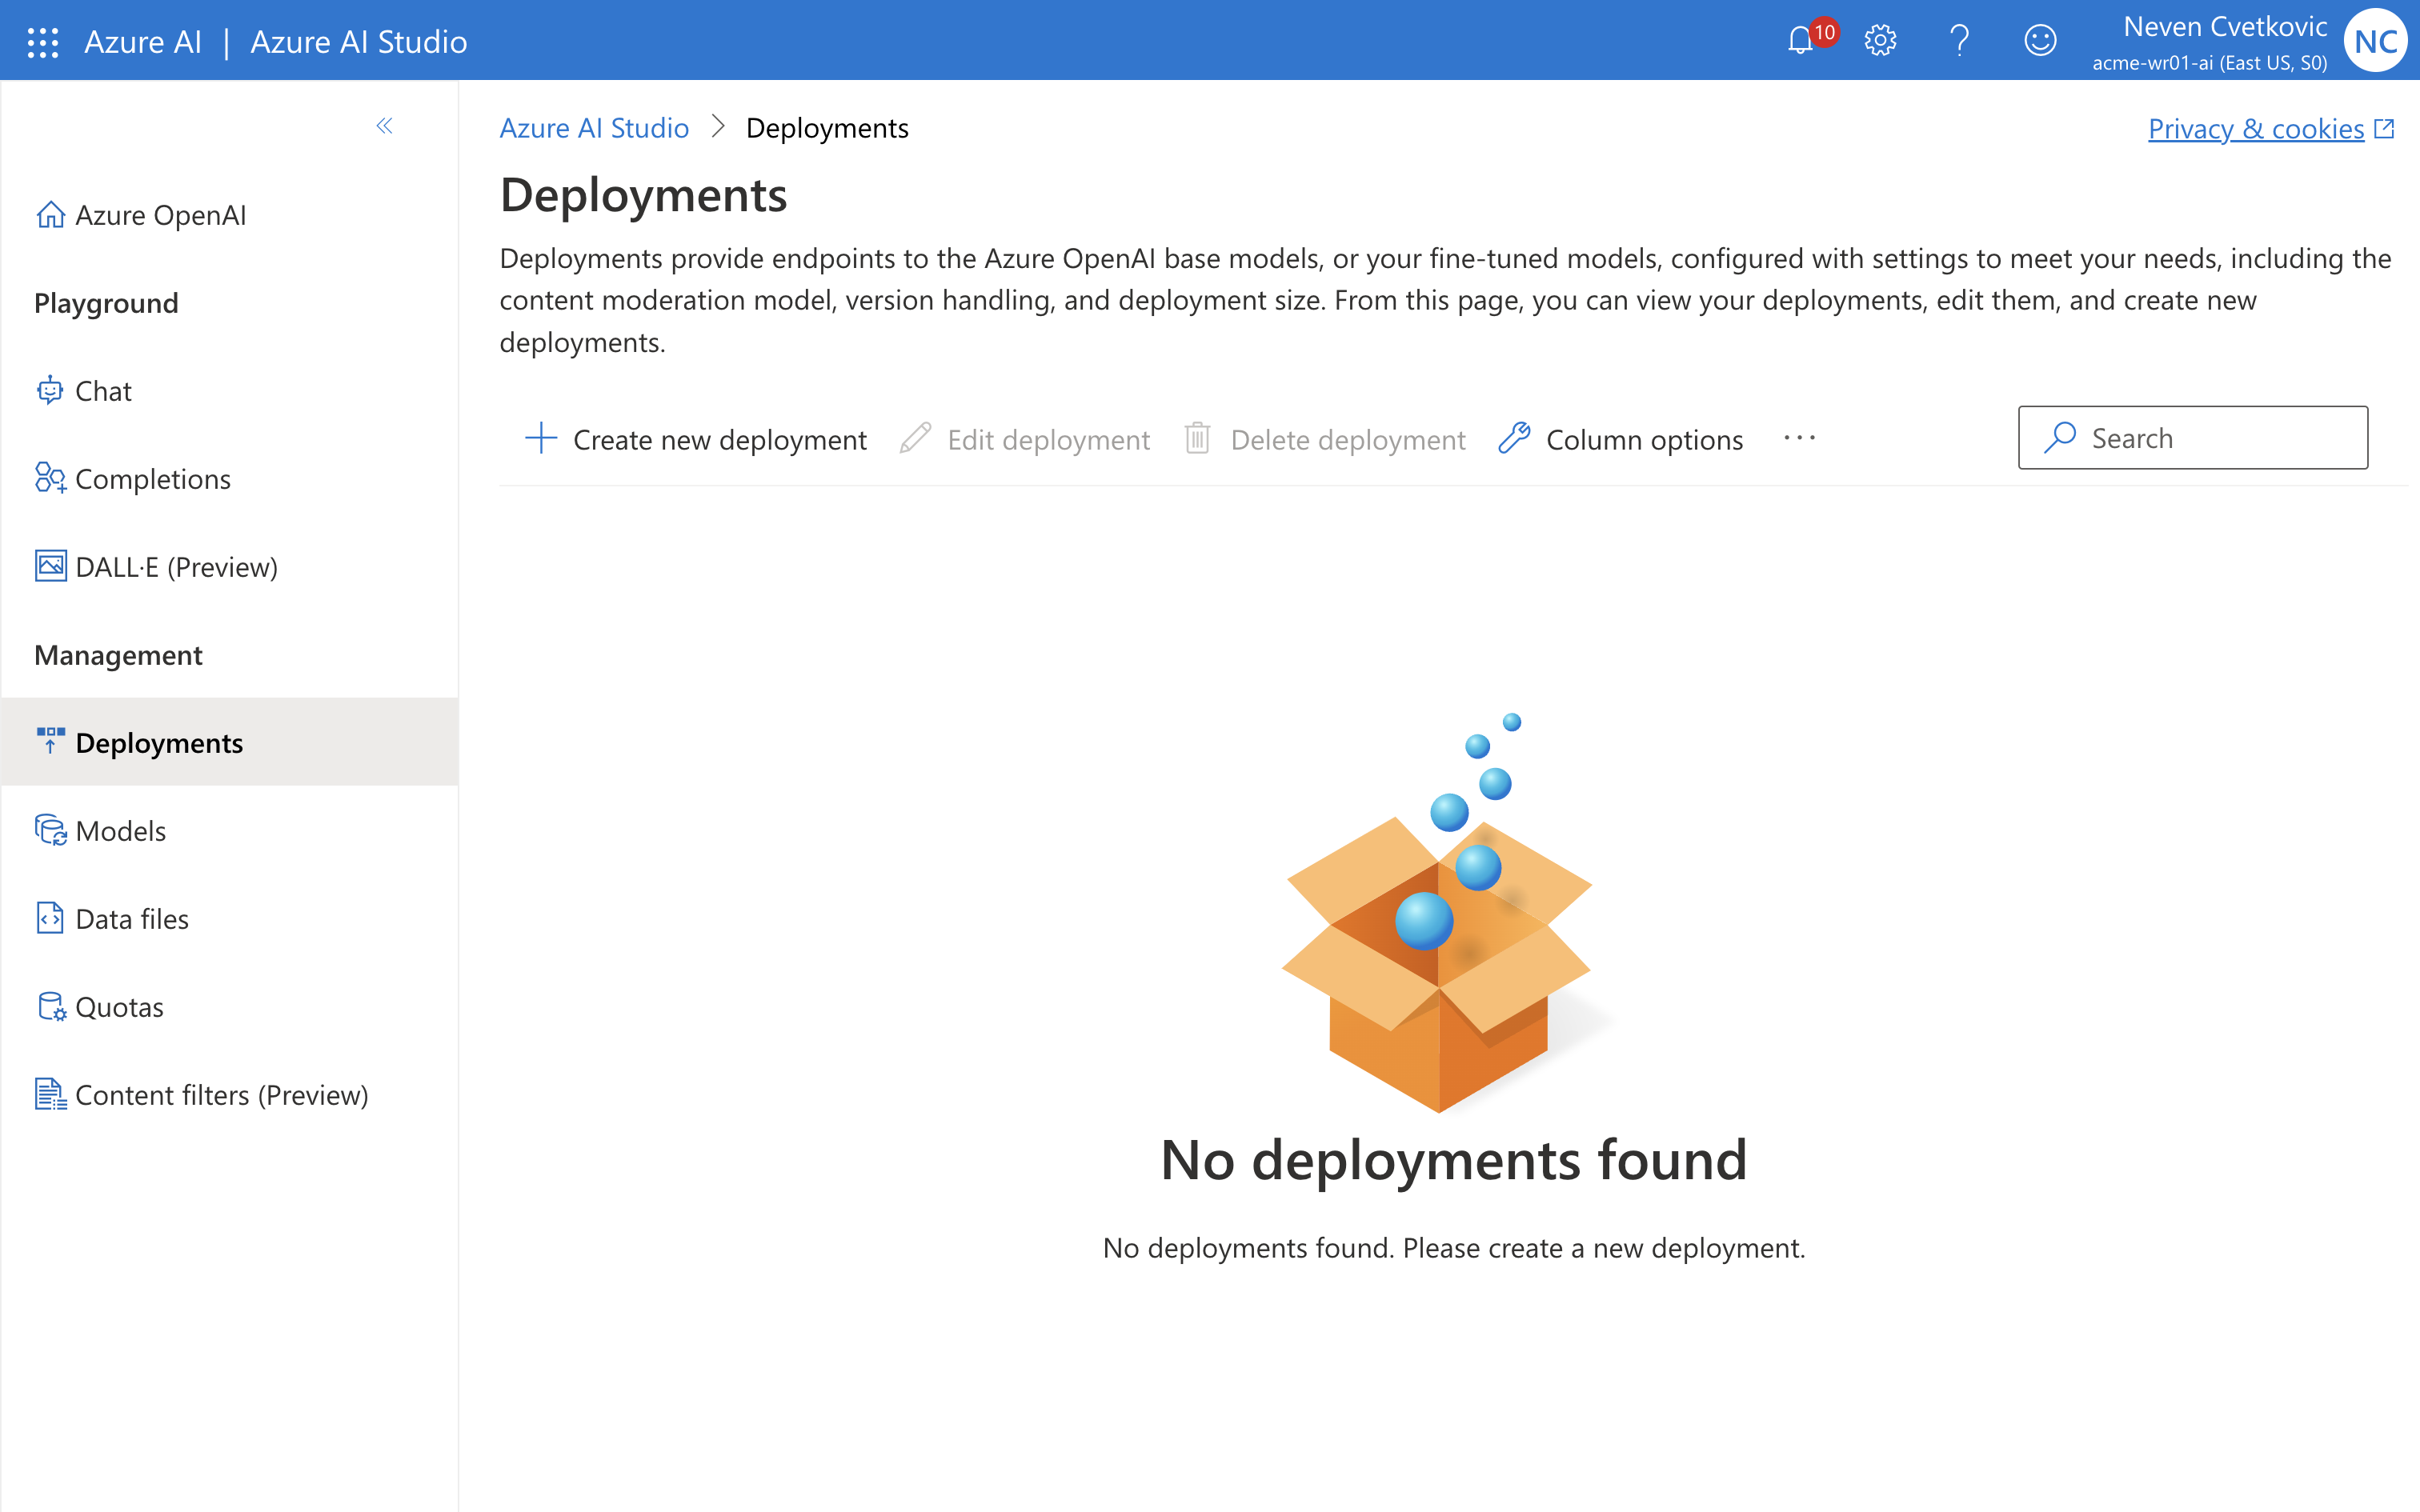 Azure AI | Azure AI Studio
10
Neven Cvetkovic
acme-wr01-ai (East US, S0)
NC
Azure AI Studio > Deployments
Privacy & cookies
Azure OpenAI
Playground
Chat
Completions
DALL·E (Preview)
Management
Deployments
Models
Data files
Quotas
Content filters (Preview)
Deployments
Deployments provide endpoints to the Azure OpenAI base models, or your fine-tuned models, configured with settings to meet your needs, including the
content moderation model, version handling, and deployment size. From this page, you can view your deployments, edit them, and create new
deployments.
Create new deployment Edit deployment Delete deployment Column options ··· Search
No deployments found
No deployments found. Please create a new deployment.